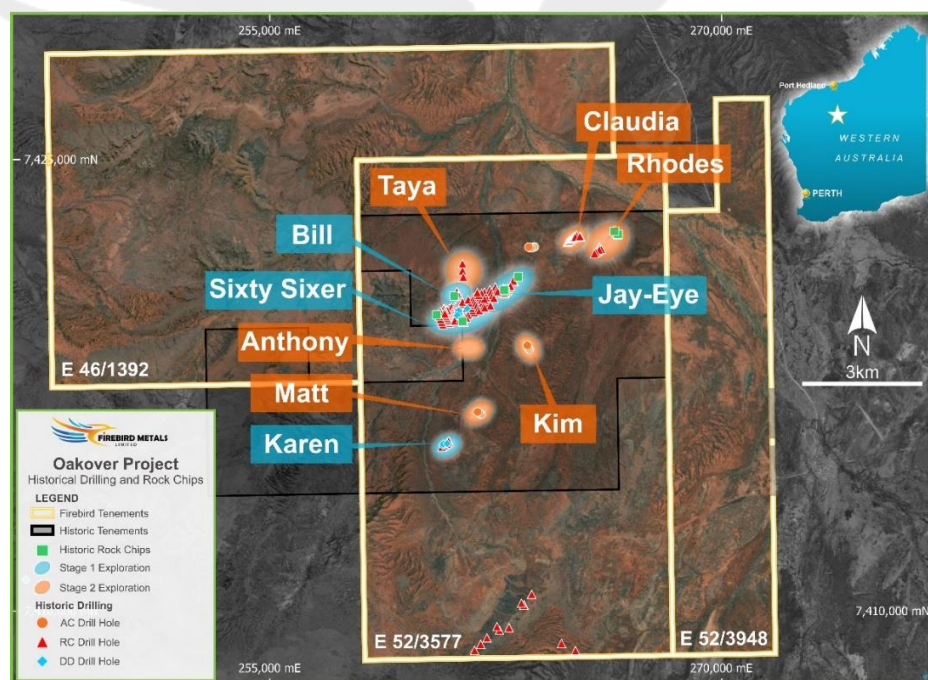 255,000 mE
270,000 mE
Port Hedland
WESTERN
AUSTRALIA
PERTH
7,425,000 mN
Claudia
Rhodes
Taya
Bill
Sixty Sixer
Jay-Eye
Anthony
E 46/1392
Matt
Kim
Karen
N
3km
FIREBIRD METALS
LIMITED
Oakover Project
Historical Drilling and Rock Chips
LEGEND
Firebird Tenements
Historic Tenements
Historic Rock Chips
Stage 1 Exploration
Stage 2 Exploration
Historic Drilling
AC Drill Hole
RC Drill Hole
DD Drill Hole
7,410,000 mN
E 52/3577
E 52/3948
255,000 mE
270,000 mE